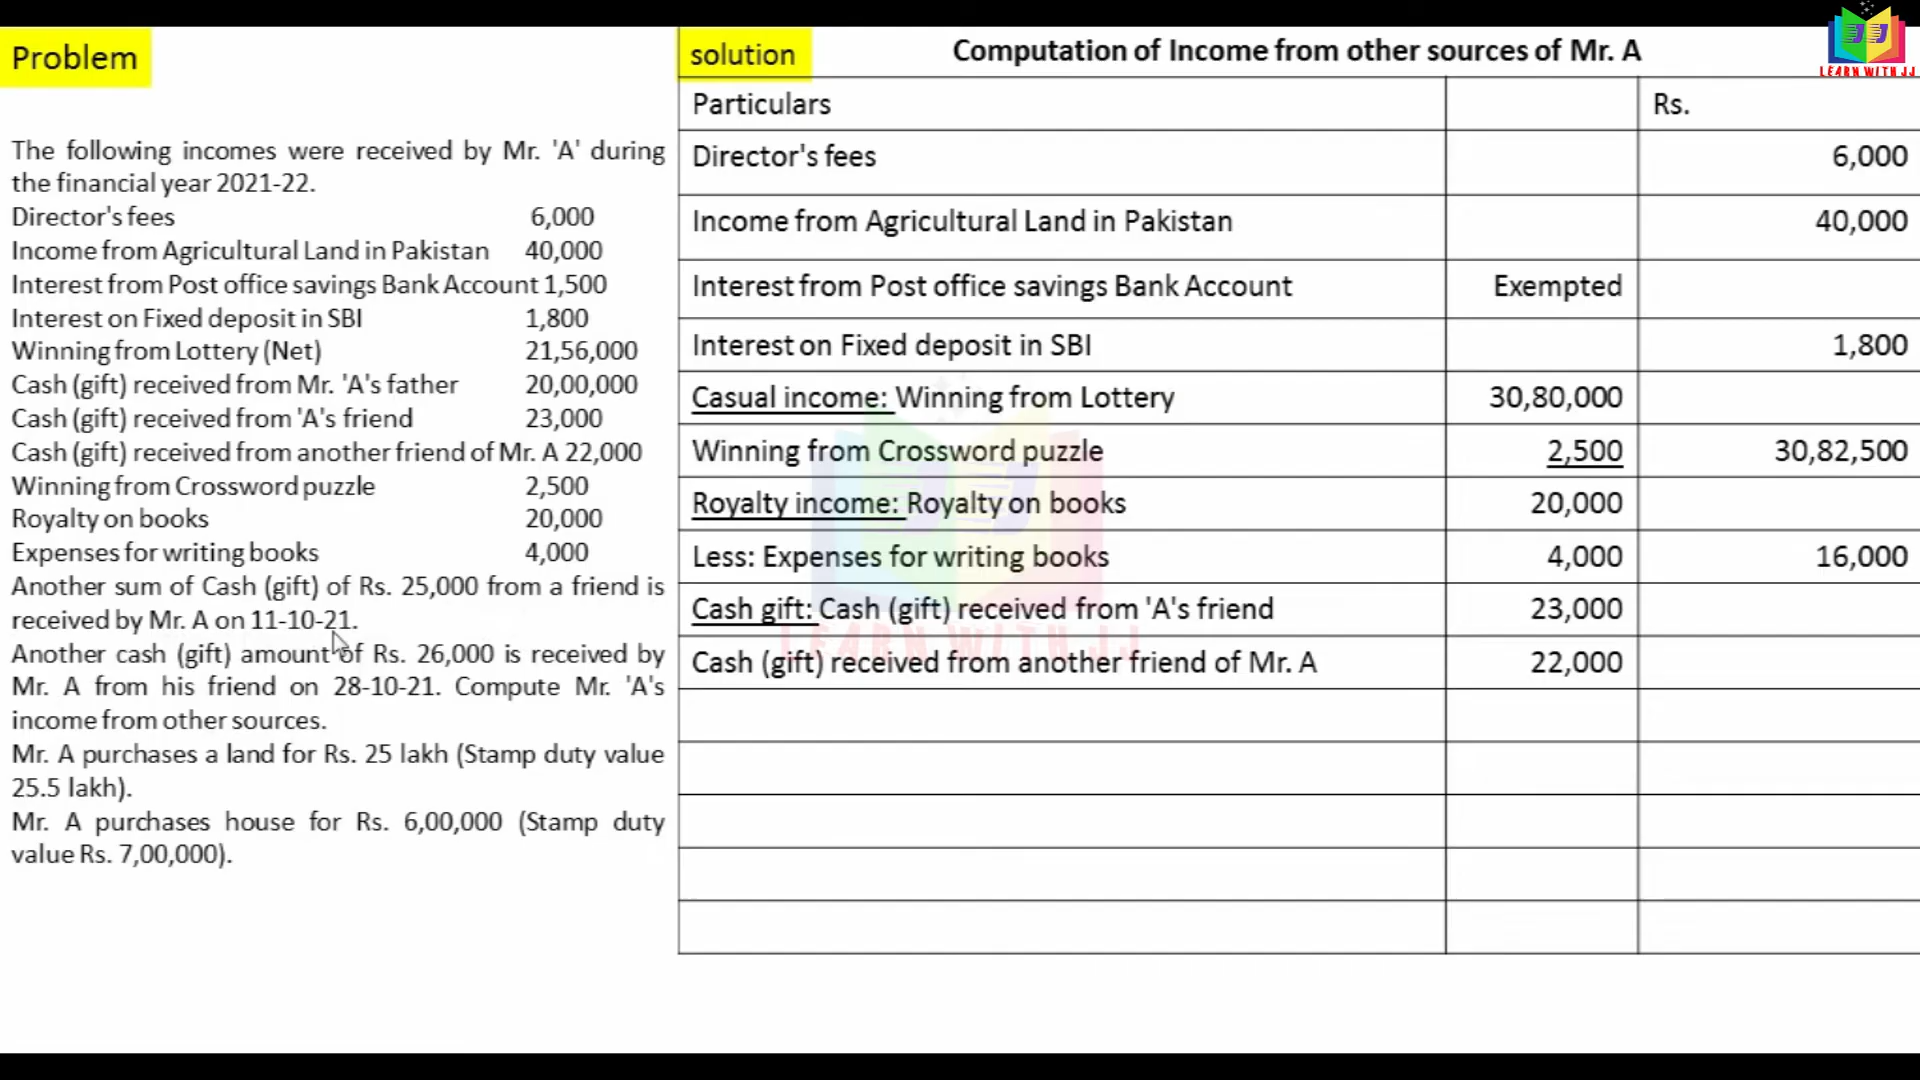 Problem
The following incomes were received by Mr. 'A' during
the financial year 2021-22.
Director's fees 6,000
Income from Agricultural Land in Pakistan 40,000
Interest from Post office savings Bank Account 1,500
Interest on Fixed deposit in SBI 1,800
Winning from Lottery (Net) 21,56,000
Cash (gift) received from Mr. 'A's father 20,00,000
Cash (gift) received from 'A's friend 23,000
Cash (gift) received from another friend of Mr. A 22,000
Winning from Crossword puzzle 2,500
Royalty on books 20,000
Expenses for writing books 4,000
Another sum of Cash (gift) of Rs. 25,000 from a friend is
received by Mr. A on 11-10-21.
Another cash (gift) amount of Rs. 26,000 is received by
Mr. A from his friend on 28-10-21. Compute Mr. 'A's
income from other sources.
Mr. A purchases a land for Rs. 25 lakh (Stamp duty value
25.5 lakh).
Mr. A purchases house for Rs. 6,00,000 (Stamp duty
value Rs. 7,00,000).
solution
Computation of Income from other sources of Mr. A
Particulars Rs.
Director's fees 6,000
Income from Agricultural Land in Pakistan 40,000
Interest from Post office savings Bank Account Exempted
Interest on Fixed deposit in SBI 1,800
Casual income: Winning from Lottery 30,80,000
Winning from Crossword puzzle 2,500 30,82,500
Royalty income: Royalty on books 20,000
Less: Expenses for writing books 4,000 16,000
Cash gift: Cash (gift) received from 'A's friend 23,000
Cash (gift) received from another friend of Mr. A 22,000
LEARN WITH JJ
LEARN WITH JJ